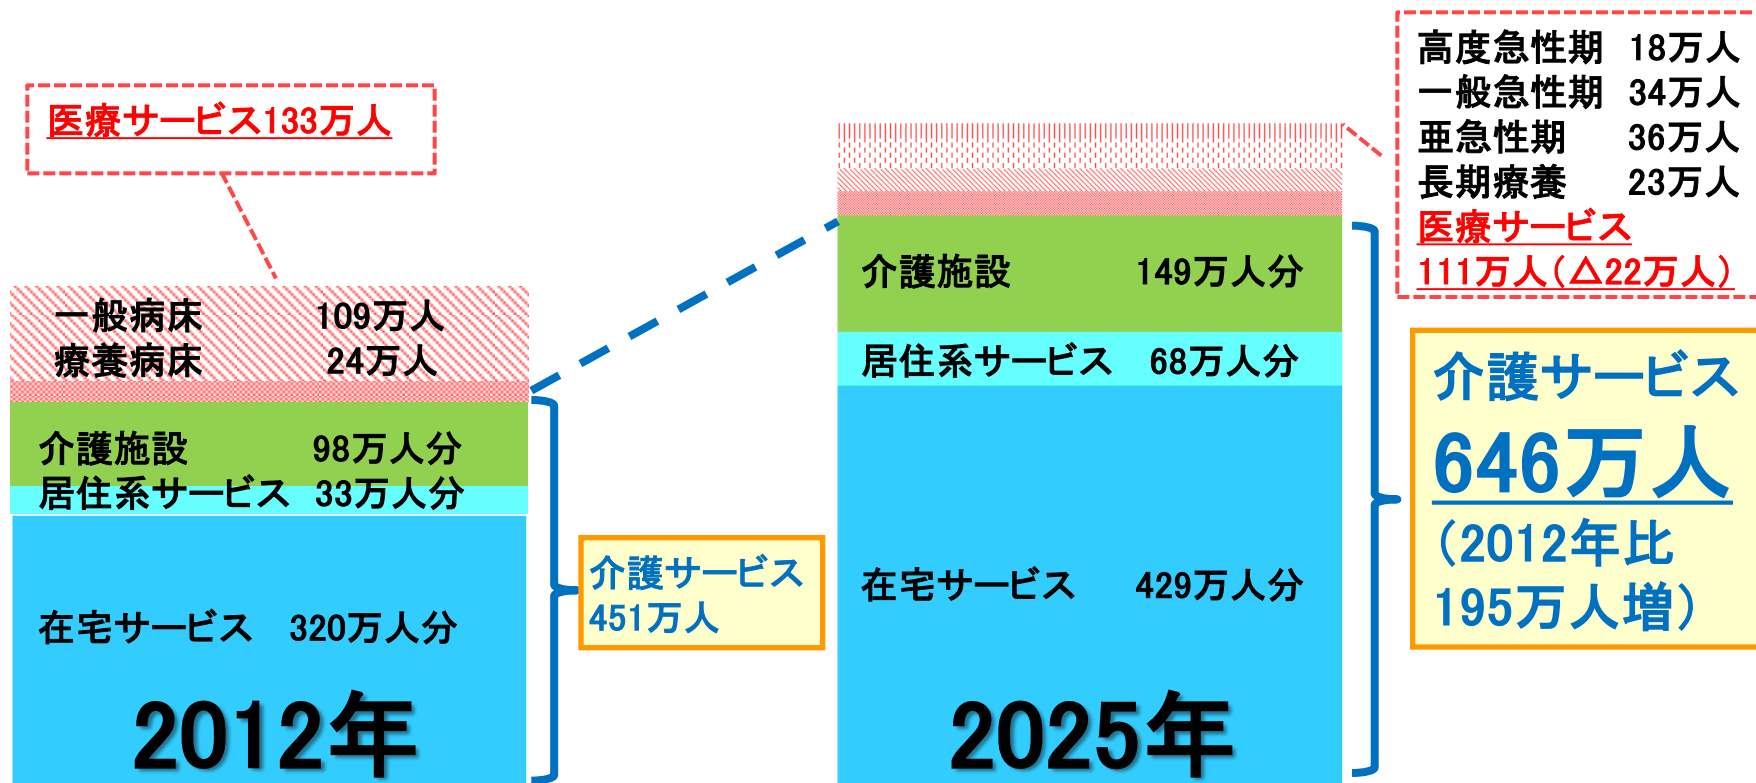 医療サービス133万人
一般病床 109万人
療養病床 24万人
介護施設 98万人分
居住系サービス 33万人分
在宅サービス 320万人分
2012年
介護サービス
451万人
介護施設 149万人分
居住系サービス 68万人分
在宅サービス 429万人分
2025年
高度急性期 18万人
一般急性期 34万人
亜急性期 36万人
長期療養 23万人
医療サービス
111万人(△22万人)
介護サービス
646万人
(2012年比
195万人増)